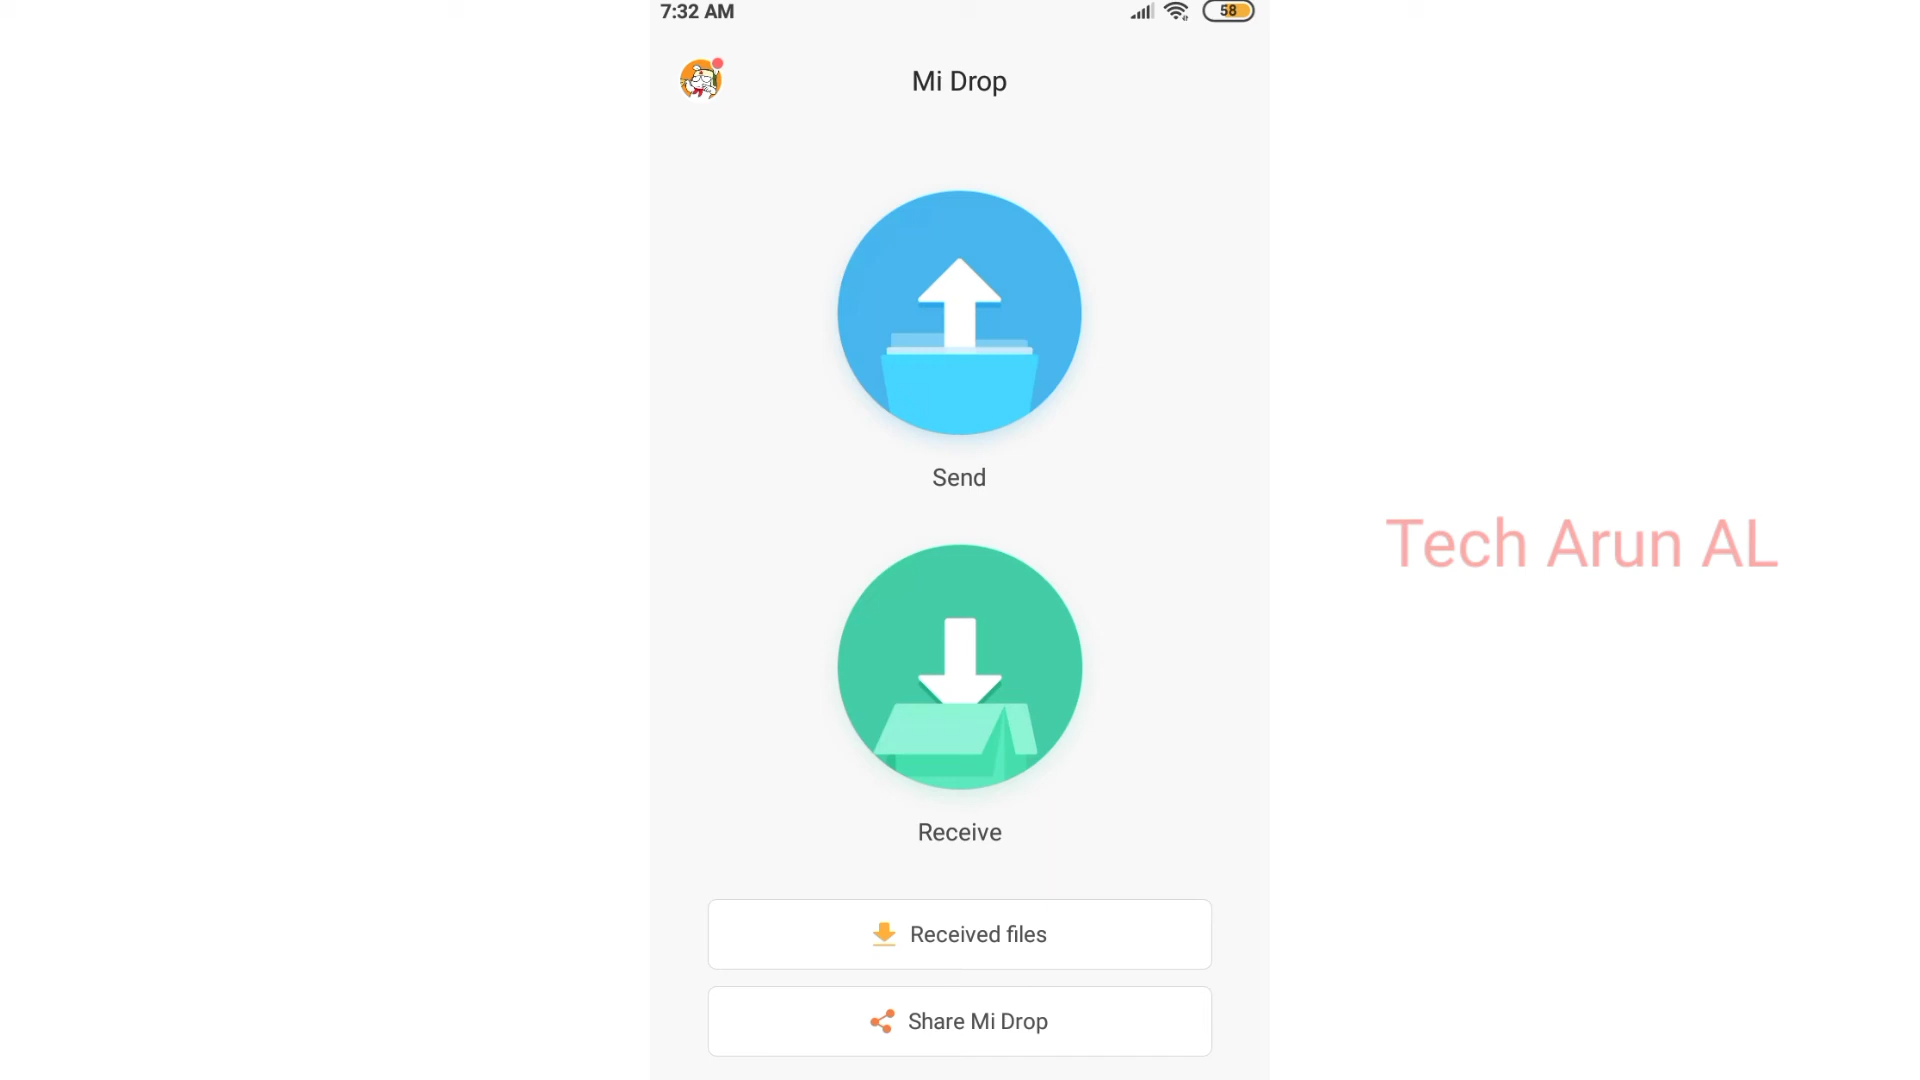 7:32 AM
58
Mi Drop
Send
Tech Arun AL
Receive
Received files
Share Mi Drop